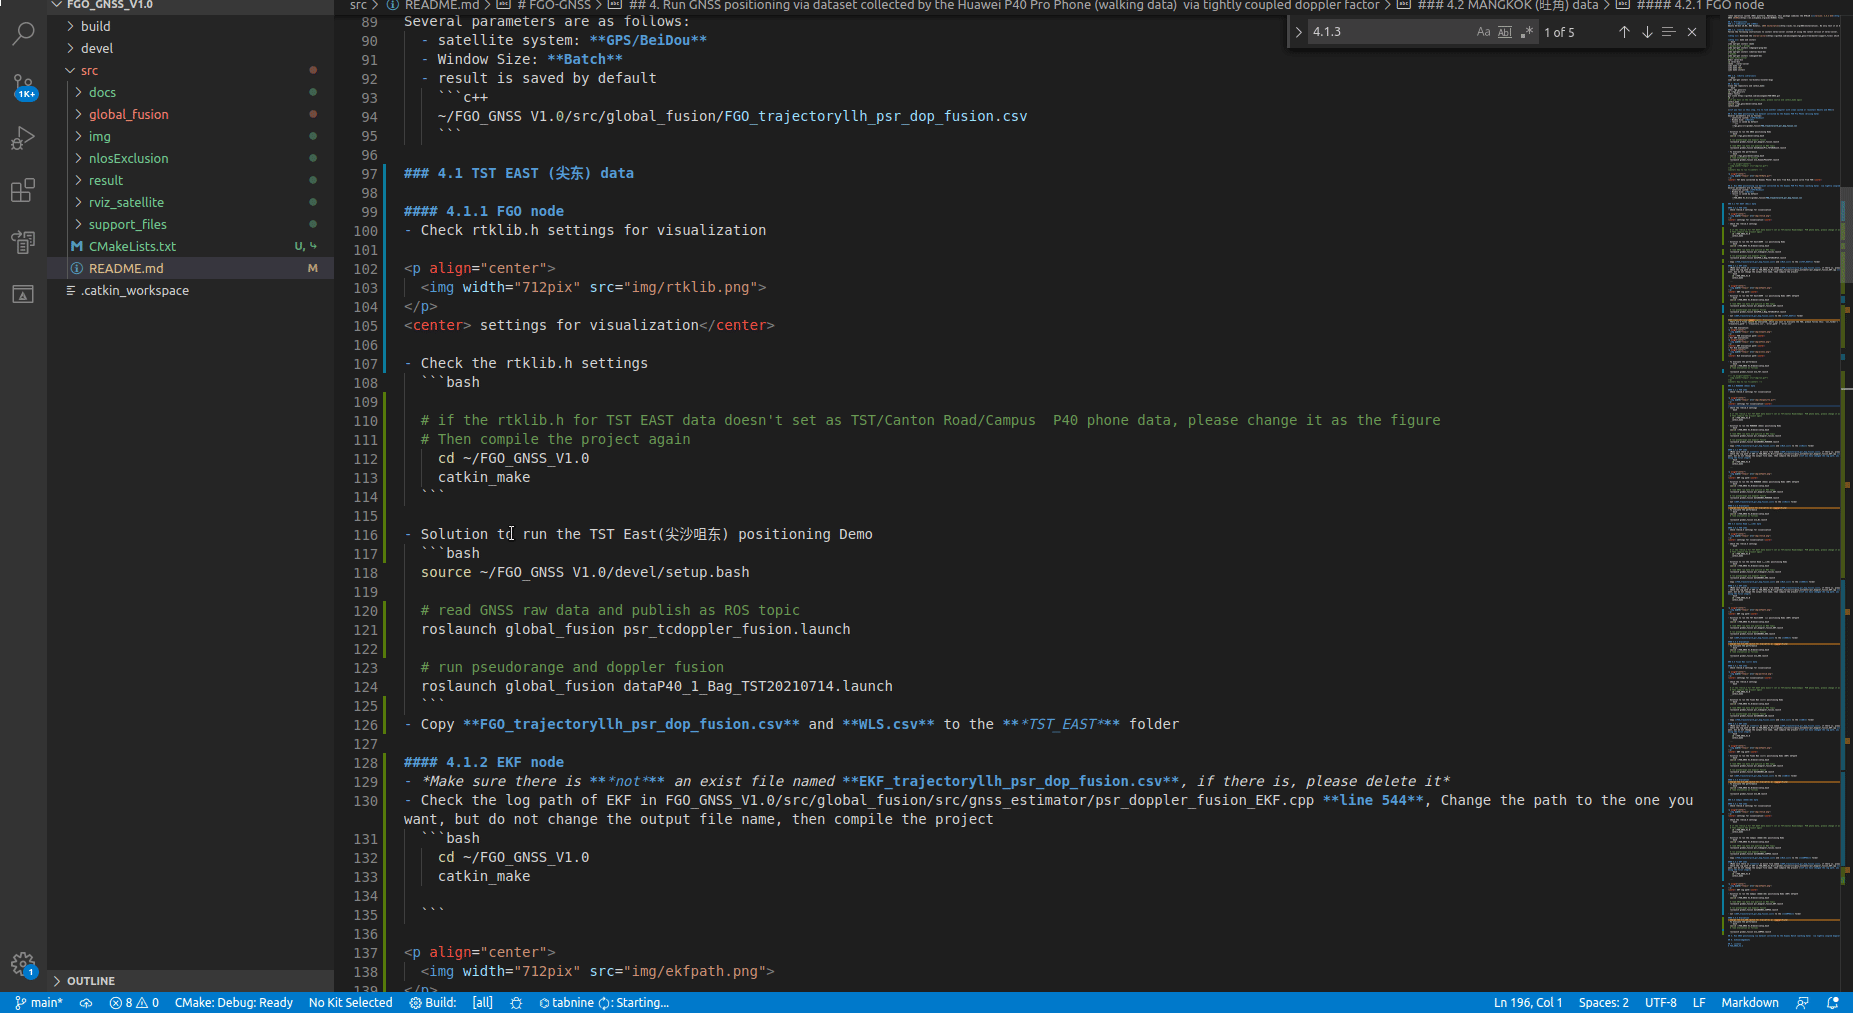 FGO_GNSS_V1.0
build
devel
src
docs
global_fusion
img
nlosExclusion
result
rviz_satellite
support_files
CMakeLists.txt U,
README.md M
.catkin_workspace
OUTLINE
1K+
1
src > README.md > # FGO-GNSS > ## 4. Run GNSS positioning via dataset collected by the Huawei P40 Pro Phone (walking data) via tightly coupled doppler factor > ### 4.2 MANGKOK (旺角) data > #### 4.2.1 FGO node
4.1.3 Aa Abl .* 1 of 5
89 Several parameters are as follows:
90 - satellite system: **GPS/BeiDou**
91 - Window Size: **Batch**
92 - result is saved by default
93 ```c++
94 ~/FGO_GNSS V1.0/src/global_fusion/FGO_trajectoryllh_psr_dop_fusion.csv
95 ```
96
97 ### 4.1 TST EAST (尖东) data
98
99 #### 4.1.1 FGO node
100 - Check rtklib.h settings for visualization
101
102 <p align="center">
103 <img width="712pix" src="img/rtklib.png">
104 </p>
105 <center> settings for visualization</center>
106
107 - Check the rtklib.h settings
108 ```bash
109
110 # if the rtklib.h for TST EAST data doesn't set as TST/Canton Road/Campus  P40 phone data, please change it as the figure
111 # Then compile the project again
112 cd ~/FGO_GNSS_V1.0
113 catkin_make
114 ```
115
116 - Solution to run the TST East(尖沙咀东) positioning Demo
117 ```bash
118 source ~/FGO_GNSS V1.0/devel/setup.bash
119
120 # read GNSS raw data and publish as ROS topic
121 roslaunch global_fusion psr_tcdoppler_fusion.launch
122
123 # run pseudorange and doppler fusion
124 roslaunch global_fusion dataP40_1_Bag_TST20210714.launch
125 ```
126 - Copy **FGO_trajectoryllh_psr_dop_fusion.csv** and **WLS.csv** to the ***TST_EAST*** folder
127
128 #### 4.1.2 EKF node
129 - *Make sure there is ***not*** an exist file named **EKF_trajectoryllh_psr_dop_fusion.csv**, if there is, please delete it*
130 - Check the log path of EKF in FGO_GNSS_V1.0/src/global_fusion/src/gnss_estimator/psr_doppler_fusion_EKF.cpp **line 544**, Change the path to the one you
want, but do not change the output file name, then compile the project
131 ```bash
132 cd ~/FGO_GNSS_V1.0
133 catkin_make
134
135 ```
136
137 <p align="center">
138 <img width="712pix" src="img/ekfpath.png">
139 </p>
main* 8 0 CMake: Debug: Ready No Kit Selected Build: [all] tabnine : Starting... Ln 196, Col 1 Spaces: 2 UTF-8 LF Markdown